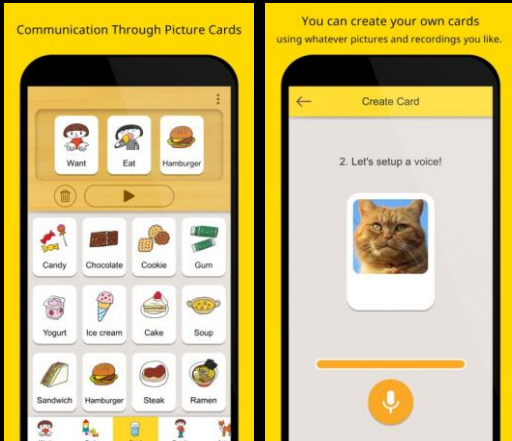 Communication Through Picture Cards
Want Eat Hamburger
Candy Chocolate Cookie Gum
Yogurt Ice cream Cake Soup
Sandwich Hamburger Steak Ramen
You can create your own cards
using whatever pictures and recordings you like.
Create Card
2. Let's setup a voice!